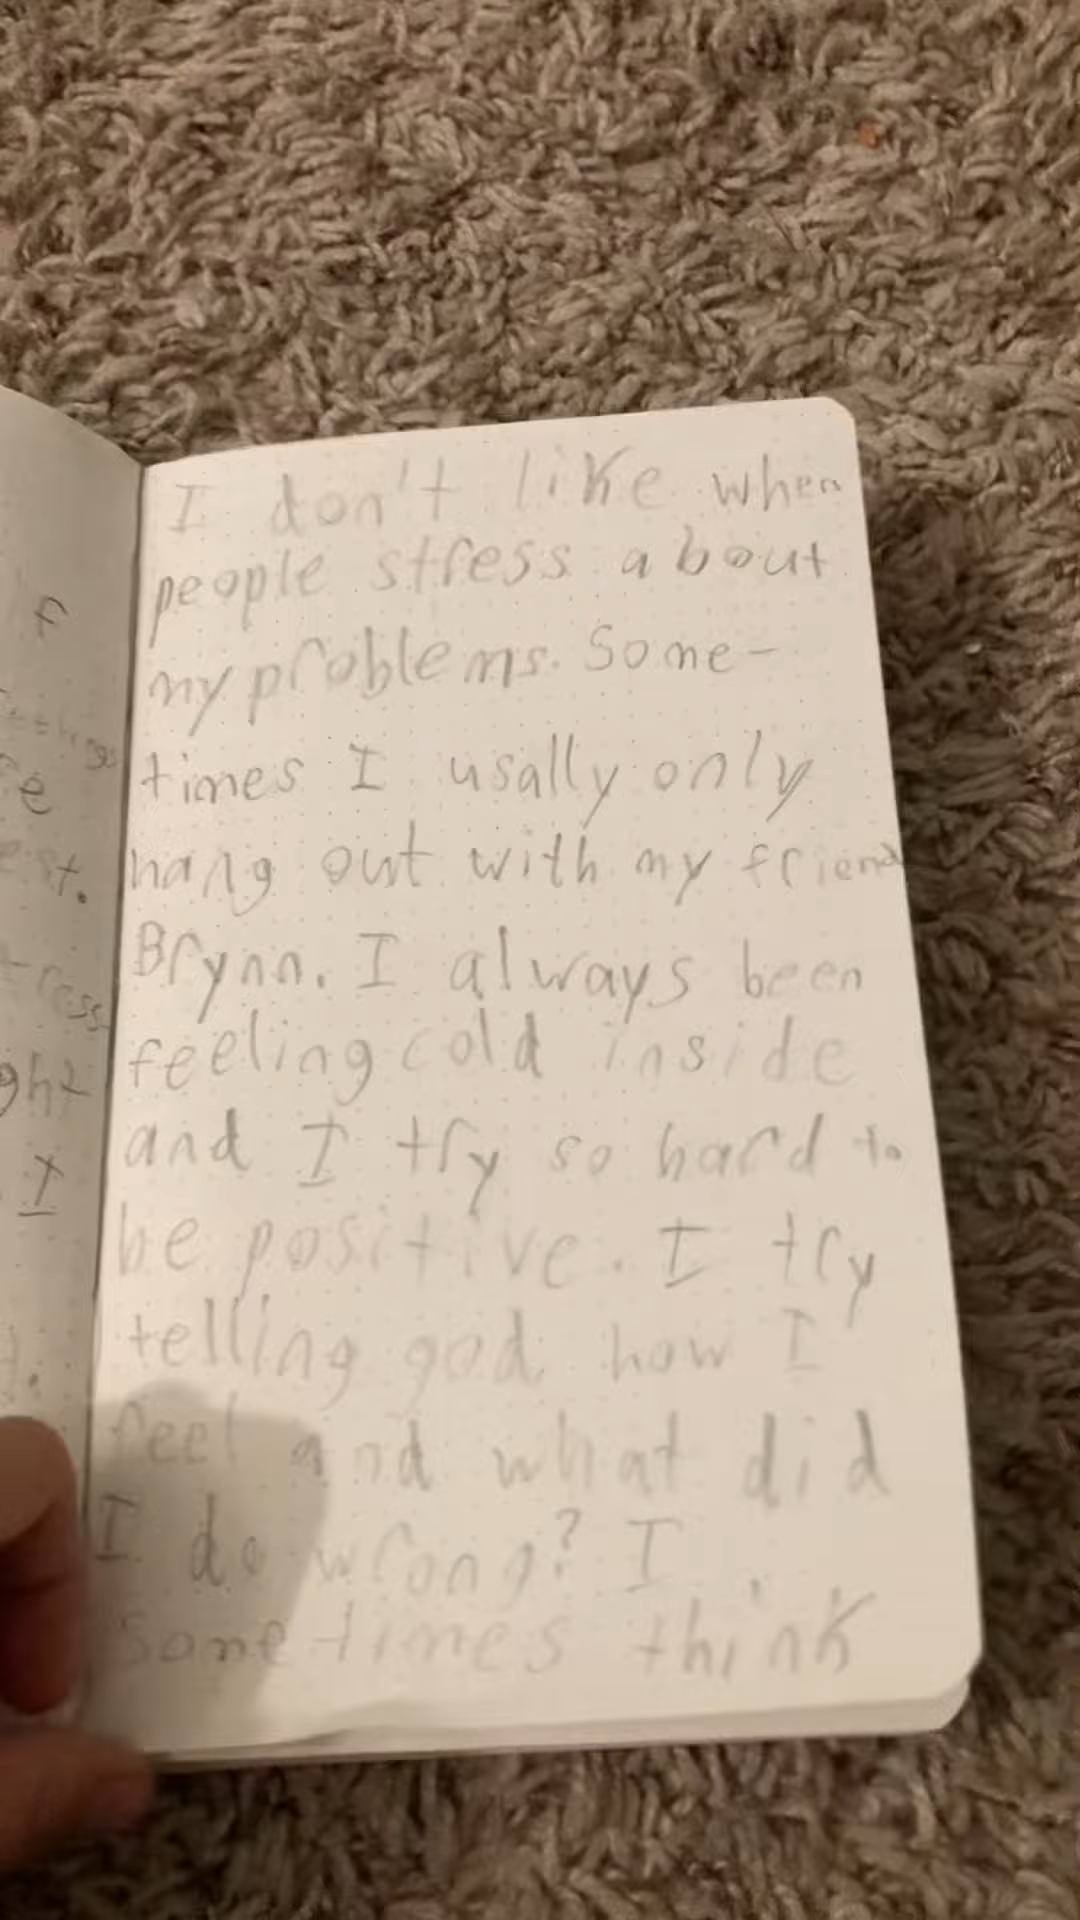 I don't like when
people stress about
my problems. Some-
times I usally only
hang out with my friend
Brynn. I always been
feeling cold inside
and I try so hard to
be positive. I try
telling god how I
feel and what did
I do wrong? I
sometimes think